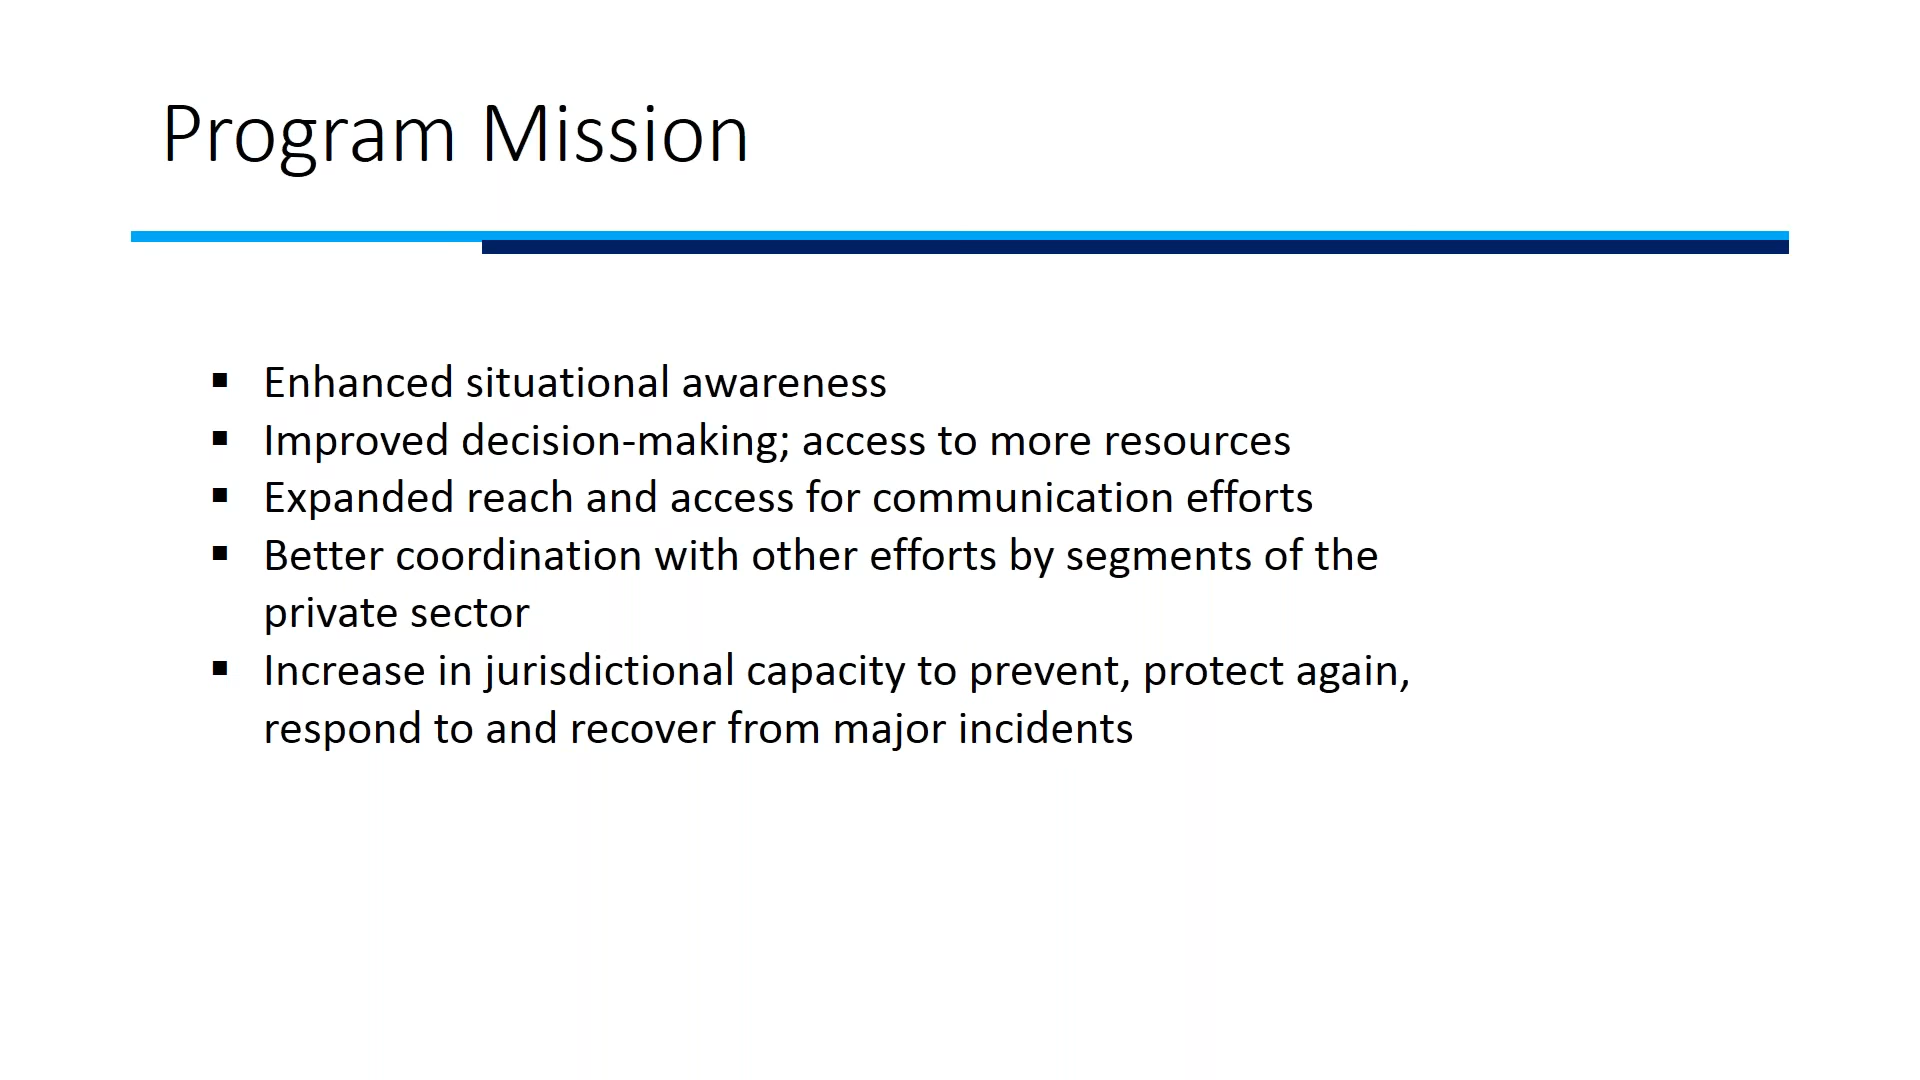 Program Mission
▪ Enhanced situational awareness
▪ Improved decision-making; access to more resources
▪ Expanded reach and access for communication efforts
▪ Better coordination with other efforts by segments of the
private sector
▪ Increase in jurisdictional capacity to prevent, protect again,
respond to and recover from major incidents